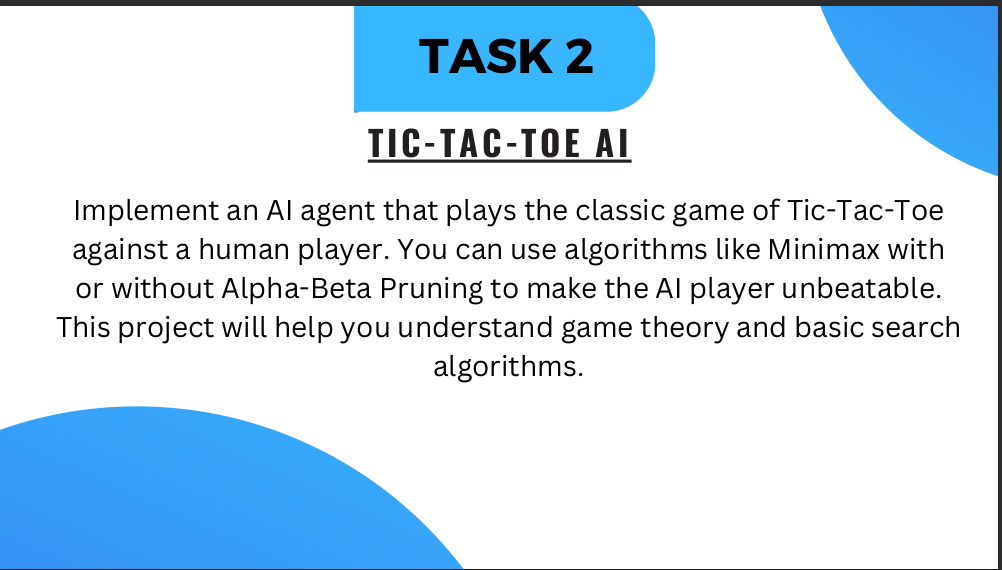 TASK 2
TIC-TAC-TOE AI
Implement an AI agent that plays the classic game of Tic-Tac-Toe
against a human player. You can use algorithms like Minimax with
or without Alpha-Beta Pruning to make the AI player unbeatable.
This project will help you understand game theory and basic search
algorithms.